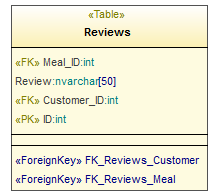 «Table»
Reviews
«FK» Meal_ID:int
Review:nvarchar[50]
«FK» Customer_ID:int
«PK» ID:int
«ForeignKey» FK_Reviews_Customer
«ForeignKey» FK_Reviews_Meal